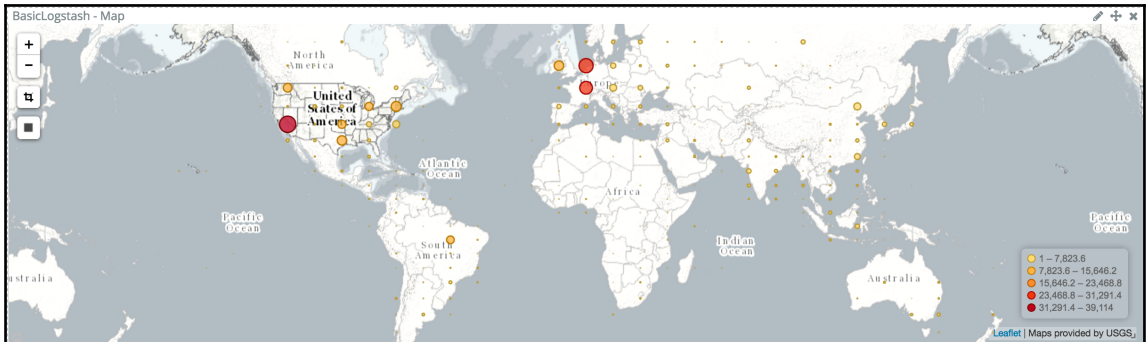 BasicLogstash - Map
+
−
North
America
United
States of
America
Europe
Atlantic
Ocean
Africa
Pacific
Ocean
Pacific
Ocean
Indian
Ocean
South
America
ustralia
Australia
1 – 7,823.6
7,823.6 – 15,646.2
15,646.2 – 23,468.8
23,468.8 – 31,291.4
31,291.4 – 39,114
Leaflet | Maps provided by USGS